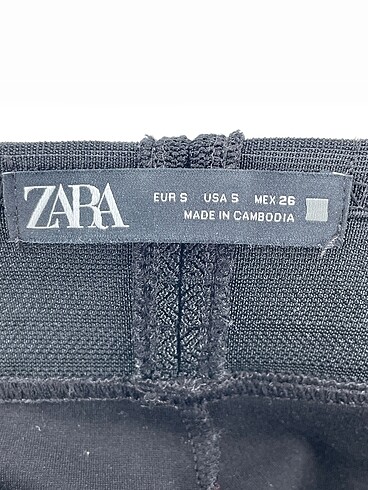 ZARA
EUR S USA S MEX 26
MADE IN CAMBODIA